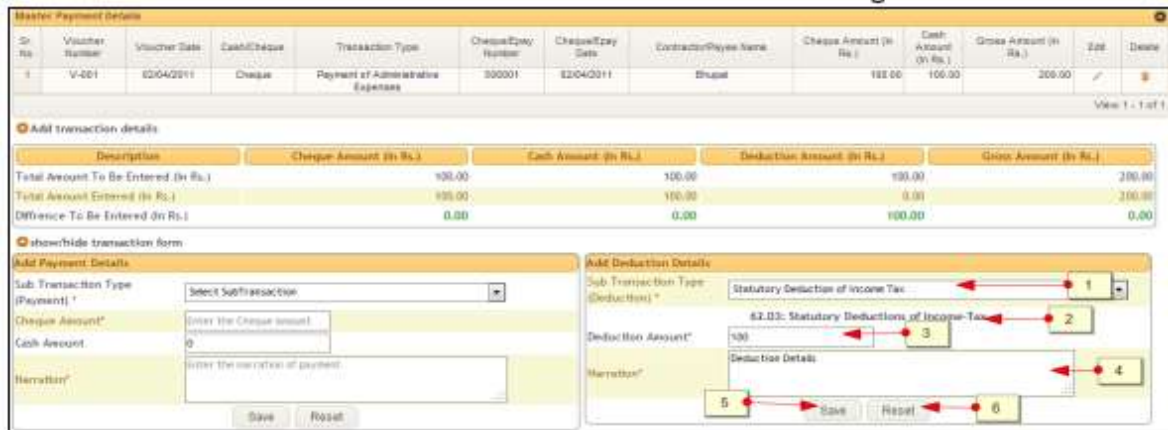 Master Payment Details
Sr. No. Voucher Number Voucher Date Cash/Cheque Transaction Type Cheque/Epay Number Cheque/Epay Date Contractor/Payee Name Cheque Amount (In Rs.) Cash Amount (In Rs.) Gross Amount (In Rs.) Edit Delete
1 V-001 02/04/2011 Cheque Payment of Administrative Expenses 02/04/2011 Bhupat 100.00 100.00 200.00
View 1 - 1 of 1
Add transaction details
Description Cheque Amount (In Rs.) Cash Amount (In Rs.) Deduction Amount (In Rs.) Gross Amount (In Rs.)
Total Amount To Be Entered (In Rs.) 100.00 100.00 100.00 200.00
Total Amount Entered (In Rs.) 100.00 100.00 0.00 200.00
Diffrence To Be Entered (In Rs.) 0.00 0.00 100.00 0.00
show/hide transaction form
Add Payment Details
Sub Transaction Type (Payment) * Select SubTransaction
Cheque Amount* Enter the Cheque amount
Cash Amount 0
Narration* Enter the narration of payment
Save Reset
Add Deduction Details
Sub Transaction Type (Deduction) * Statutory Deduction of Income Tax 1
62.03: Statutory Deductions of Income-Tax 2
Deduction Amount* 100 3
Narration* Deduction Details 4
5 Save Reset 6